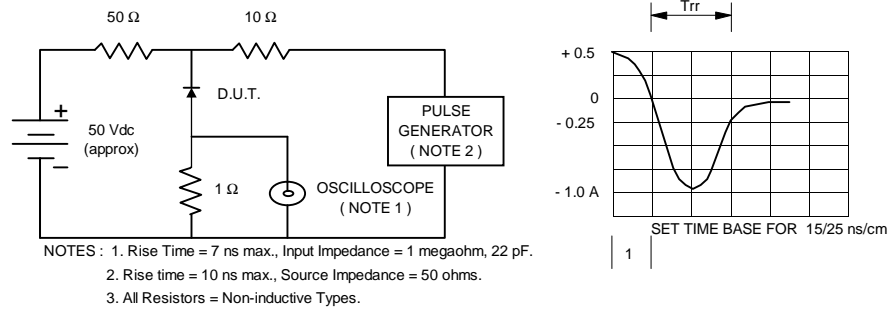 50 Ω
10 Ω
Trr
+ 0.5
D.U.T.
+
50 Vdc
(approx)
PULSE
GENERATOR
( NOTE 2 )
0
- 0.25
1 Ω
OSCILLOSCOPE
( NOTE 1 )
- 1.0 A
SET TIME BASE FOR 15/25 ns/cm
1
NOTES : 1. Rise Time = 7 ns max., Input Impedance = 1 megaohm, 22 pF.
2. Rise time = 10 ns max., Source Impedance = 50 ohms.
3. All Resistors = Non-inductive Types.